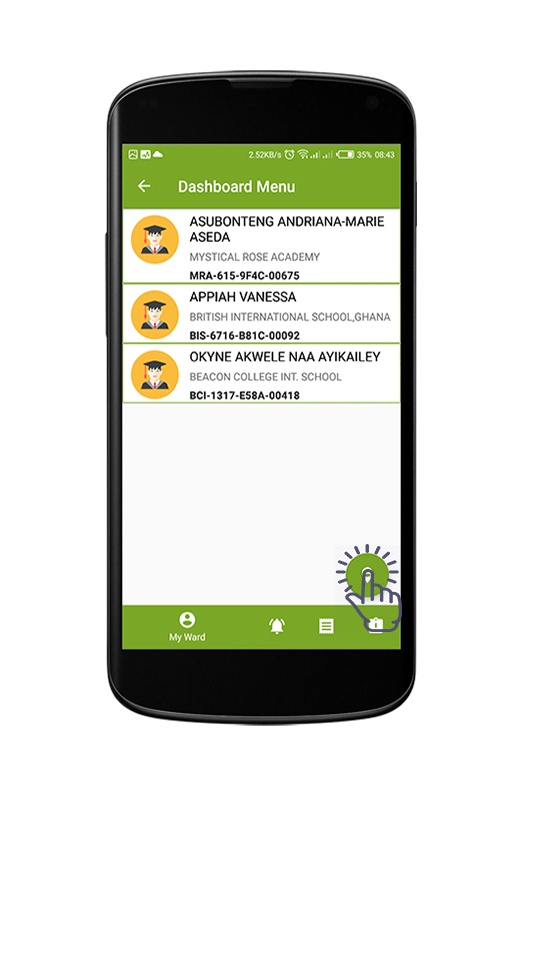 2.52KB/s 35% 08:43
Dashboard Menu
ASUBONTENG ANDRIANA-MARIE
ASEDA
MYSTICAL ROSE ACADEMY
MRA-615-9F4C-00675
APPIAH VANESSA
BRITISH INTERNATIONAL SCHOOL,GHANA
BIS-6716-B81C-00092
OKYNE AKWELE NAA AYIKAILEY
BEACON COLLEGE INT. SCHOOL
BCI-1317-E58A-00418
My Ward